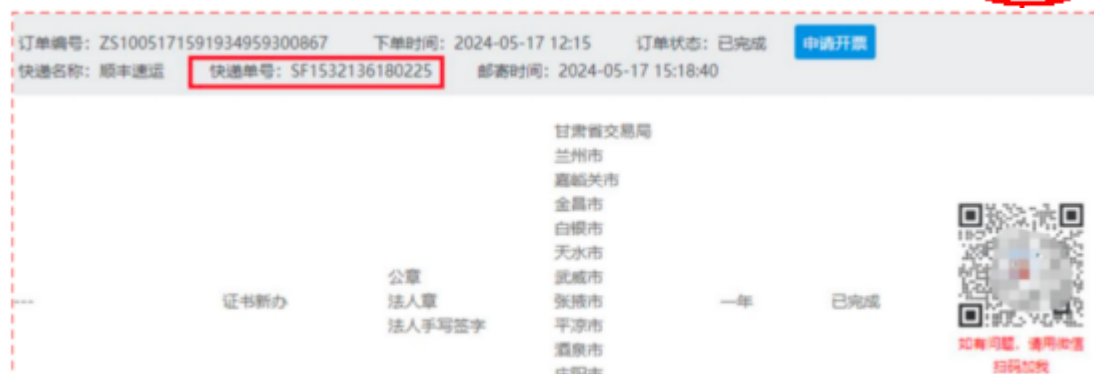 订单编号：ZS10051715919349593008​67 下单时间：2024-05-17 12:15 订单状态：已完成 申请开票
快递名称：顺丰速运 快递单号：SF1532136180225 邮寄时间：2024-05-17 15:18:40
甘肃省交易局
兰州市
嘉峪关市
金昌市
白银市
天水市
武威市
张掖市
平凉市
酒泉市
庆阳市
---
证书新办
公章
法人章
法人手写签字
一年
已完成
如有问题，请用微信
扫码加我